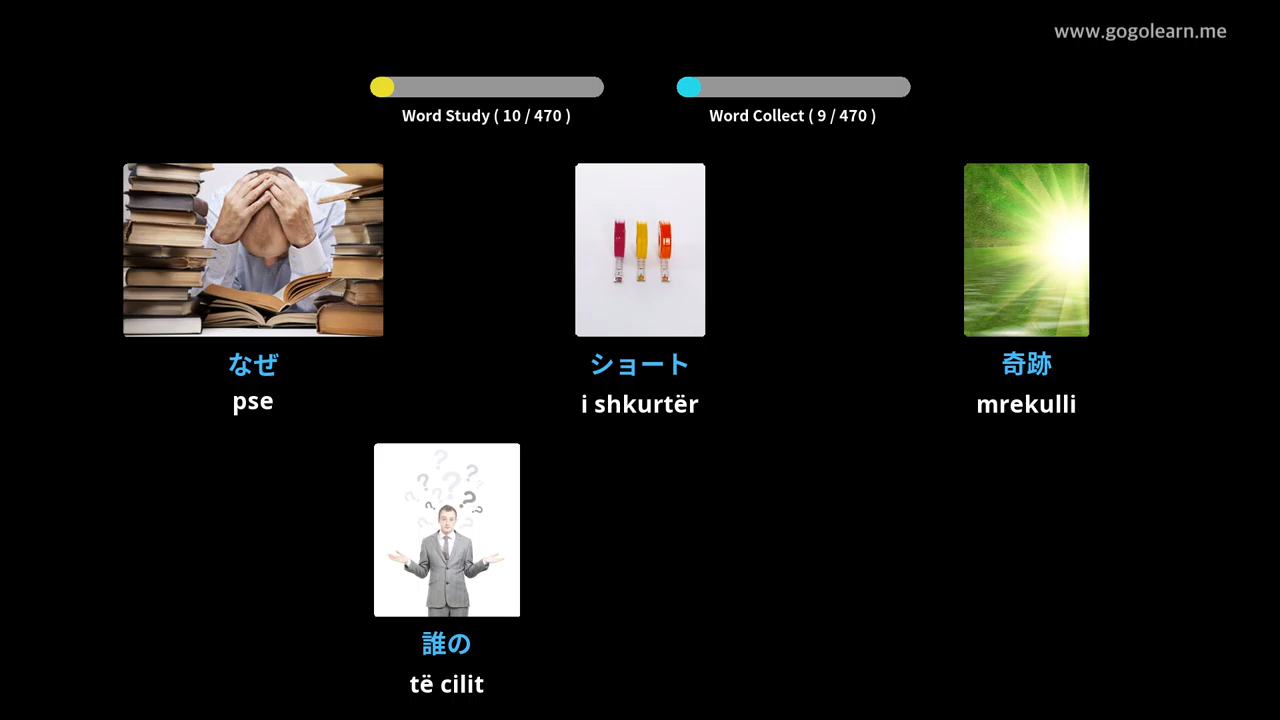 www.gogolearn.me
Word Study ( 10 / 470 )
Word Collect ( 9 / 470 )
なぜ
pse
ショート
i shkurtër
奇跡
mrekulli
誰の
të cilit